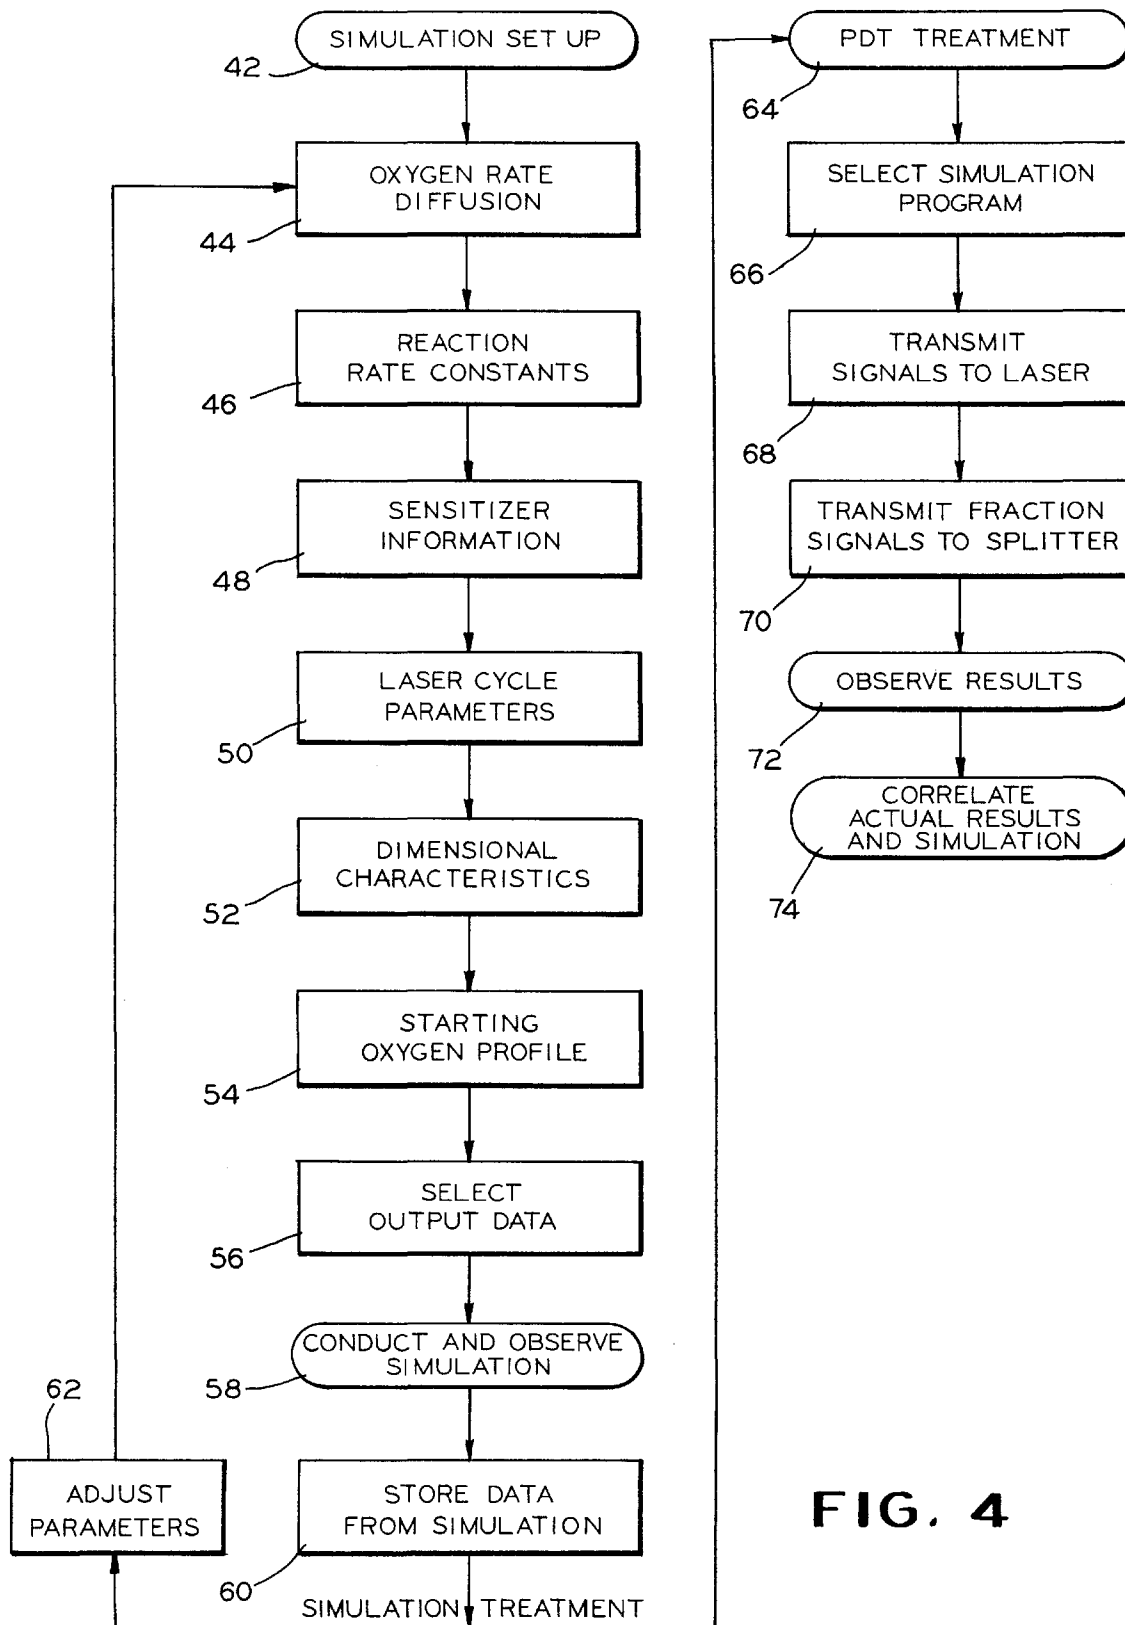 SIMULATION SET UP
42
OXYGEN RATE
DIFFUSION
44
REACTION
RATE CONSTANTS
46
SENSITIZER
INFORMATION
48
LASER CYCLE
PARAMETERS
50
DIMENSIONAL
CHARACTERISTICS
52
STARTING
OXYGEN PROFILE
54
SELECT
OUTPUT DATA
56
CONDUCT AND OBSERVE
SIMULATION
58
62
ADJUST
PARAMETERS
STORE DATA
FROM SIMULATION
60
SIMULATION TREATMENT
PDT TREATMENT
64
SELECT SIMULATION
PROGRAM
66
TRANSMIT
SIGNALS TO LASER
68
TRANSMIT FRACTION
SIGNALS TO SPLITTER
70
OBSERVE RESULTS
72
CORRELATE
ACTUAL RESULTS
AND SIMULATION
74
FIG. 4